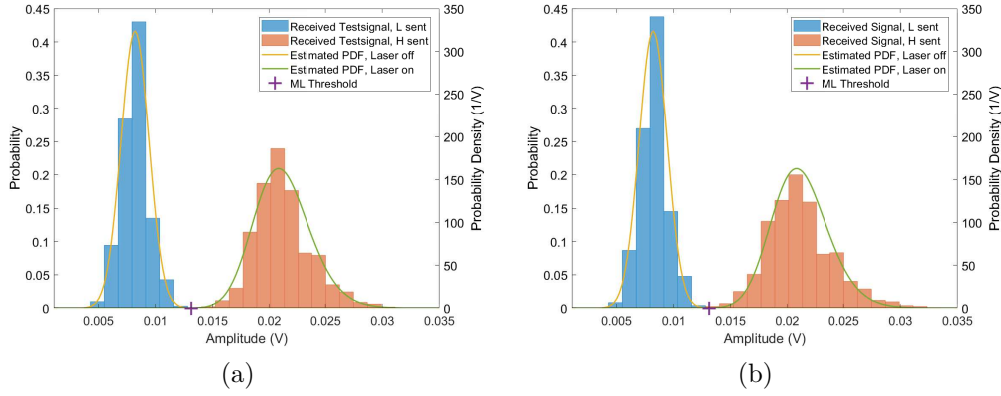 0.45
0.4
0.35
0.3
0.25
0.2
0.15
0.1
0.05
0
Probability
350
300
250
200
150
100
50
0
Probability Density (1/V)
Received Testsignal, L sent
Received Testsignal, H sent
Estimated PDF, Laser off
Estimated PDF, Laser on
ML Threshold
0.005 0.01 0.015 0.02 0.025 0.03 0.035
Amplitude (V)
(a)
0.45
0.4
0.35
0.3
0.25
0.2
0.15
0.1
0.05
0
Probability
350
300
250
200
150
100
50
0
Probability Density (1/V)
Received Signal, L sent
Received Signal, H sent
Estimated PDF, Laser off
Estimated PDF, Laser on
ML Threshold
0.005 0.01 0.015 0.02 0.025 0.03 0.035
Amplitude (V)
(b)